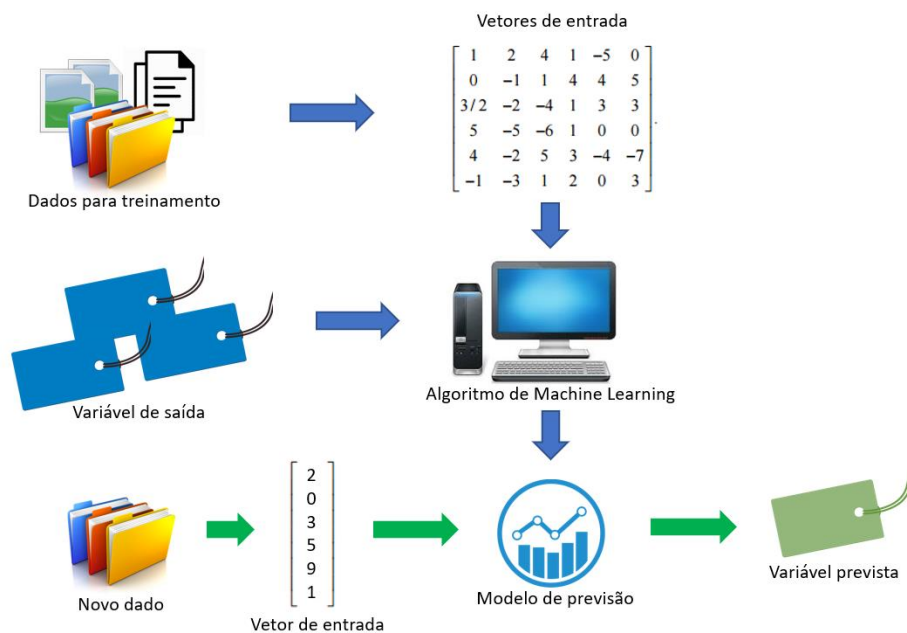 Vetores de entrada
1 2 4 1 −5 0
0 −1 1 4 4 5
3/2 −2 −4 1 3 3
5 −5 −6 1 0 0
4 −2 5 3 −4 −7
−1 −3 1 2 0 3
.
Dados para treinamento
Variável de saída
Algoritmo de Machine Learning
2
0
3
5
9
1
Novo dado
Vetor de entrada
Modelo de previsão
Variável prevista